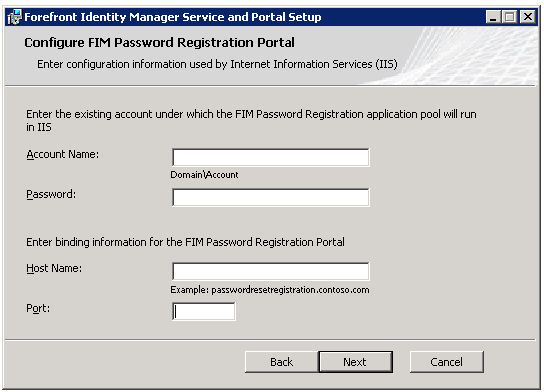 Forefront Identity Manager Service and Portal Setup
Configure FIM Password Registration Portal
Enter configuration information used by Internet Information Services (IIS)
Enter the existing account under which the FIM Password Registration application pool will run
in IIS
Account Name:
Domain\Account
Password:
Enter binding information for the FIM Password Registration Portal
Host Name:
Example: passwordresetregistration.contoso.com
Port:
Back
Next
Cancel